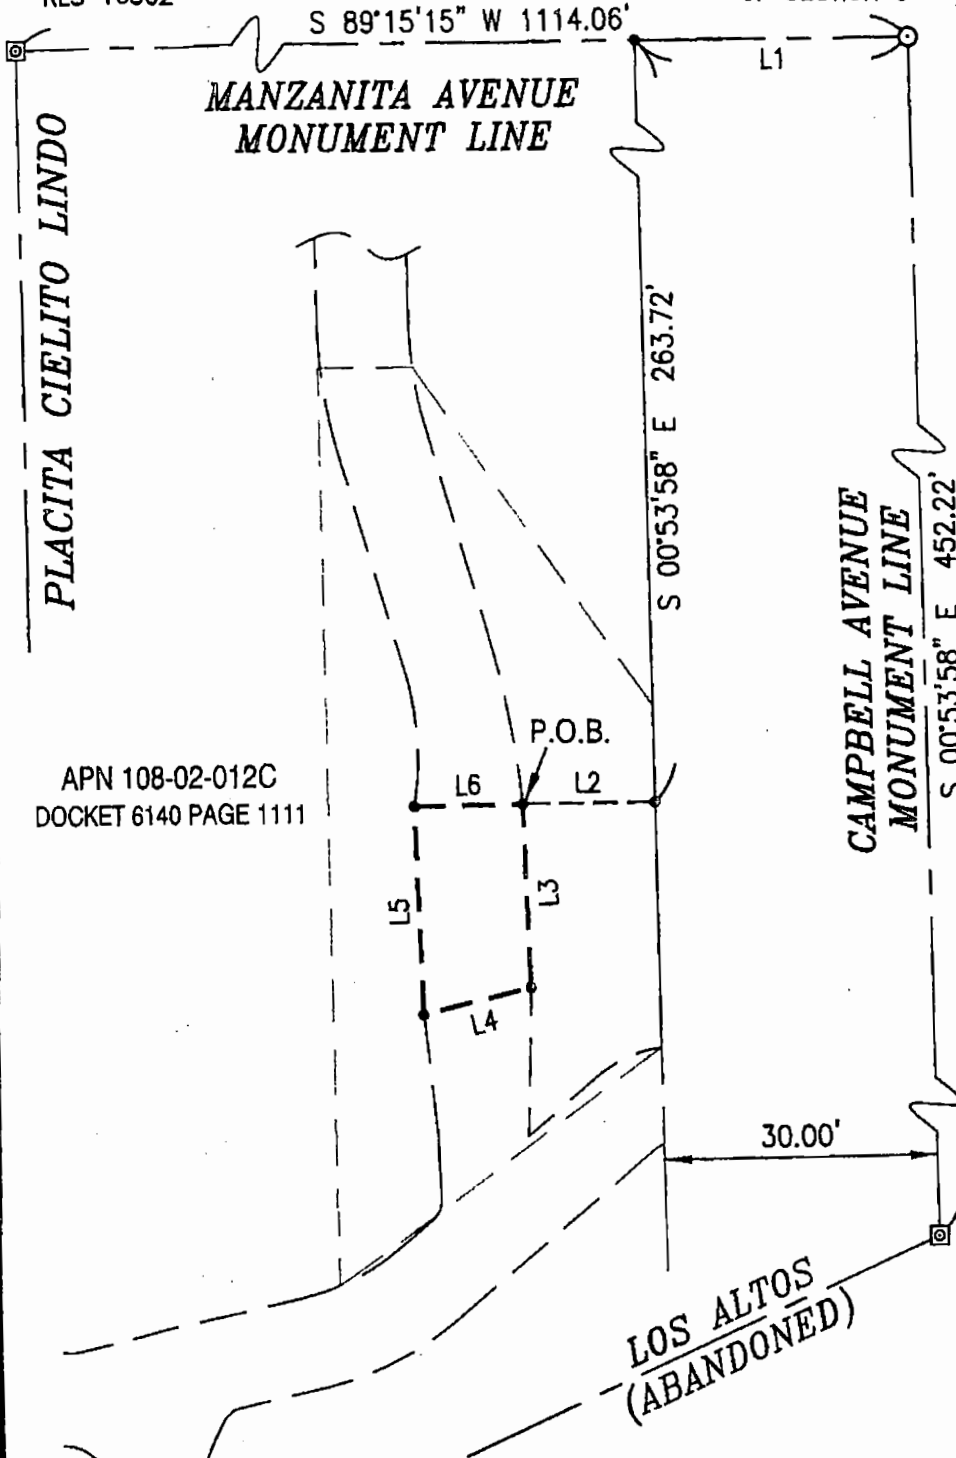 S 89°15'15" W 1114.06'
L1
MANZANITA AVENUE
MONUMENT LINE
PLACITA CIELITO LINDO
S 00°53'58" E 263.72'
CAMPBELL AVENUE
MONUMENT LINE
S 00°53'58" E 452.22'
P.O.B.
APN 108-02-012C
DOCKET 6140 PAGE 1111
L6
L2
L5
L3
L4
30.00'
LOS ALTOS
(ABANDONED)